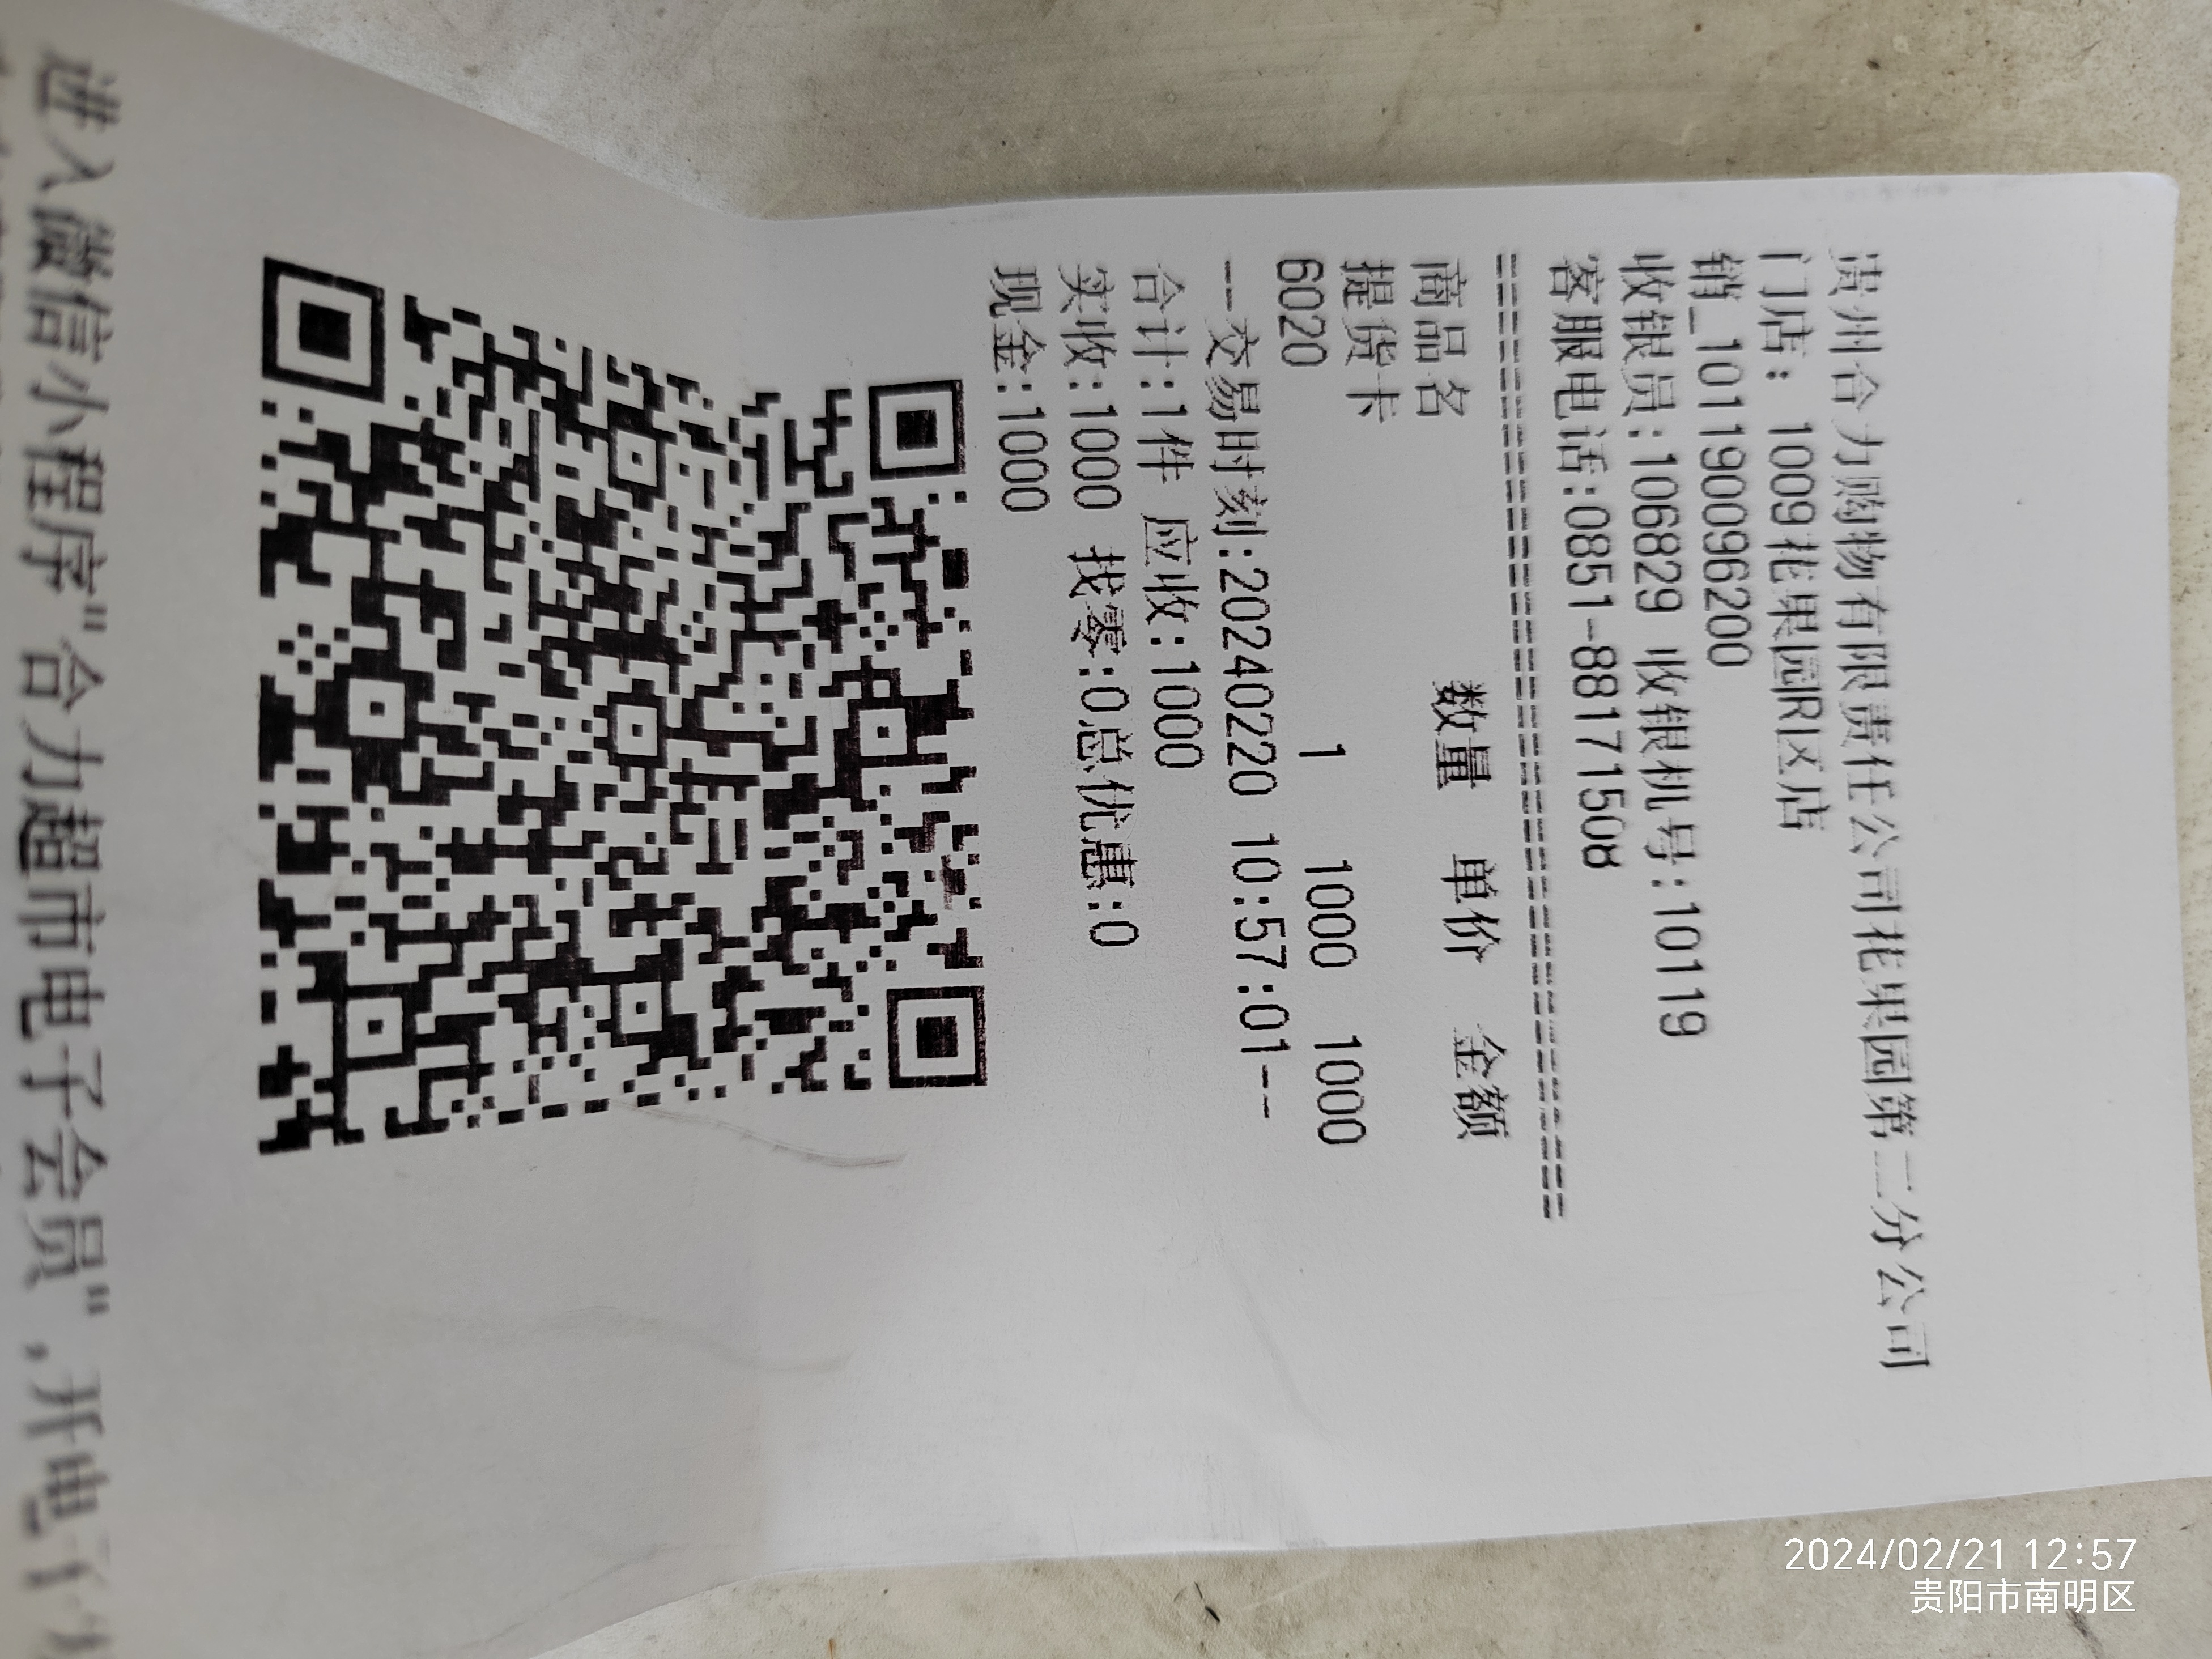 贵州合力购物有限责任公司花果园第二分公司
门店: 1009花果园R区店
销_101190096200
收银员:106829 收银机号:10119
客服电话:0851-88171508
==========================================
商品名 数量 单价 金额
提货卡
6020 1 1000 1000
--交易时刻:20240220 10:57:01--
合计:1件 应收:1000
实收:1000 找零:0总优惠:0
现金:1000
进入微信小程序"合力超市电子会员",开电子
2024/02/21 12:57
贵阳市南明区